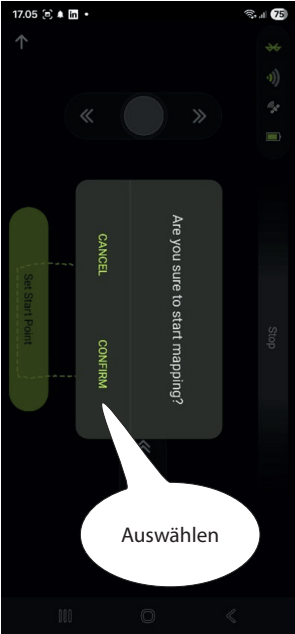 17.05
75
Stop
Are you sure to start mapping?
CANCEL
CONFIRM
Set Start Point
Auswählen